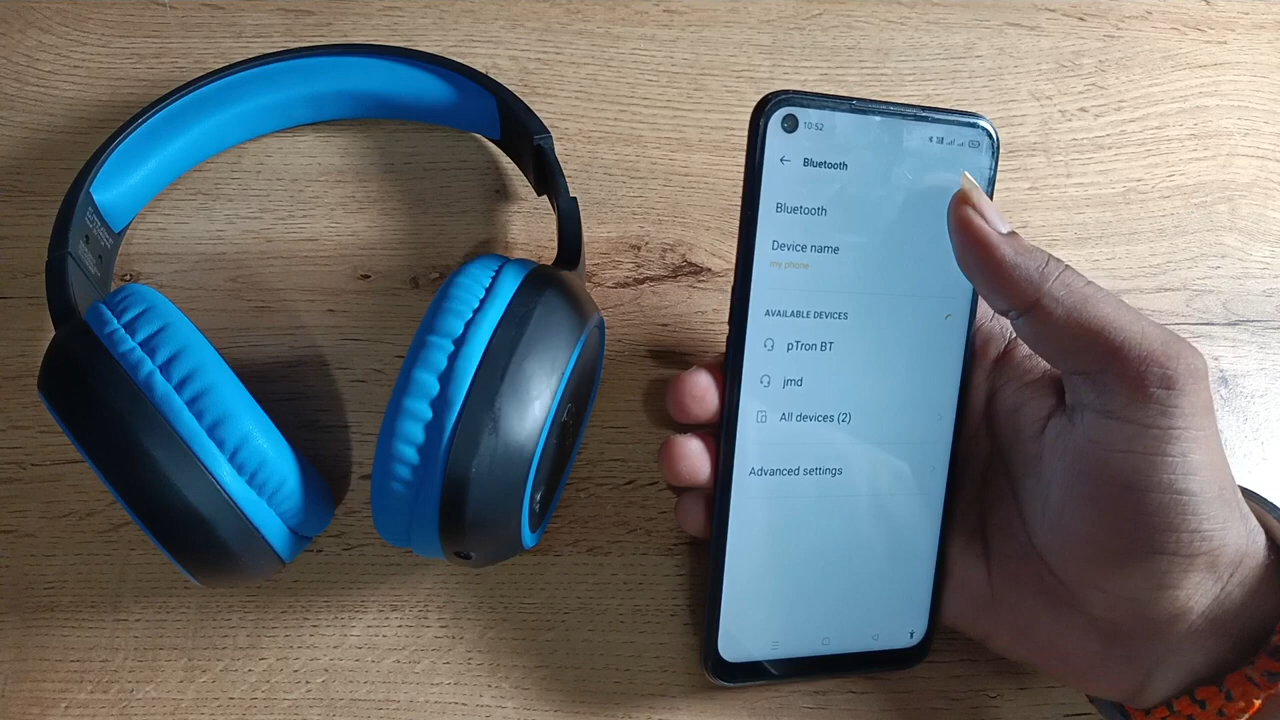 10:52
Bluetooth
Bluetooth
Device name
my phone
AVAILABLE DEVICES
pTron BT
jmd
All devices (2)
Advanced settings